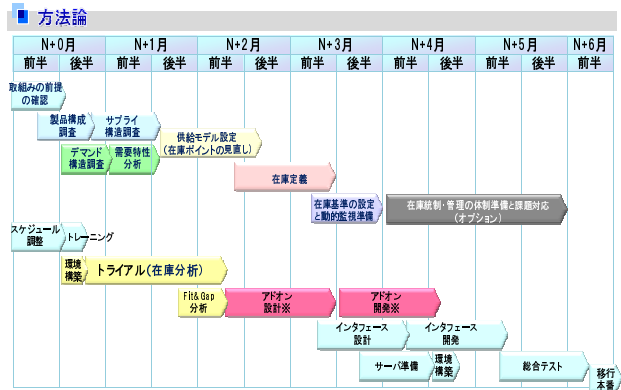 方法論
N+0月 N+1月 N+2月 N+3月 N+4月 N+5月 N+6月
前半 後半 前半 後半 前半 後半 前半 後半 前半 後半 前半 後半 前半
取組みの前提
の確認
製品構成
調査
サプライ
構造調査
供給モデル設定
(在庫ポイントの見直し)
デマンド
構造調査
需要特性
分析
在庫定義
在庫基準の設定
と動的監視準備
在庫統制・管理の体制準備と課題対応
(オプション)
スケジュール
調整
トレーニング
環境
構築
トライアル(在庫分析)
Fit&Gap
分析
アドオン
設計※
アドオン
開発※
インタフェース
設計
インタフェース
開発
サーバ準備
環境
構築
総合テスト
移行
本番